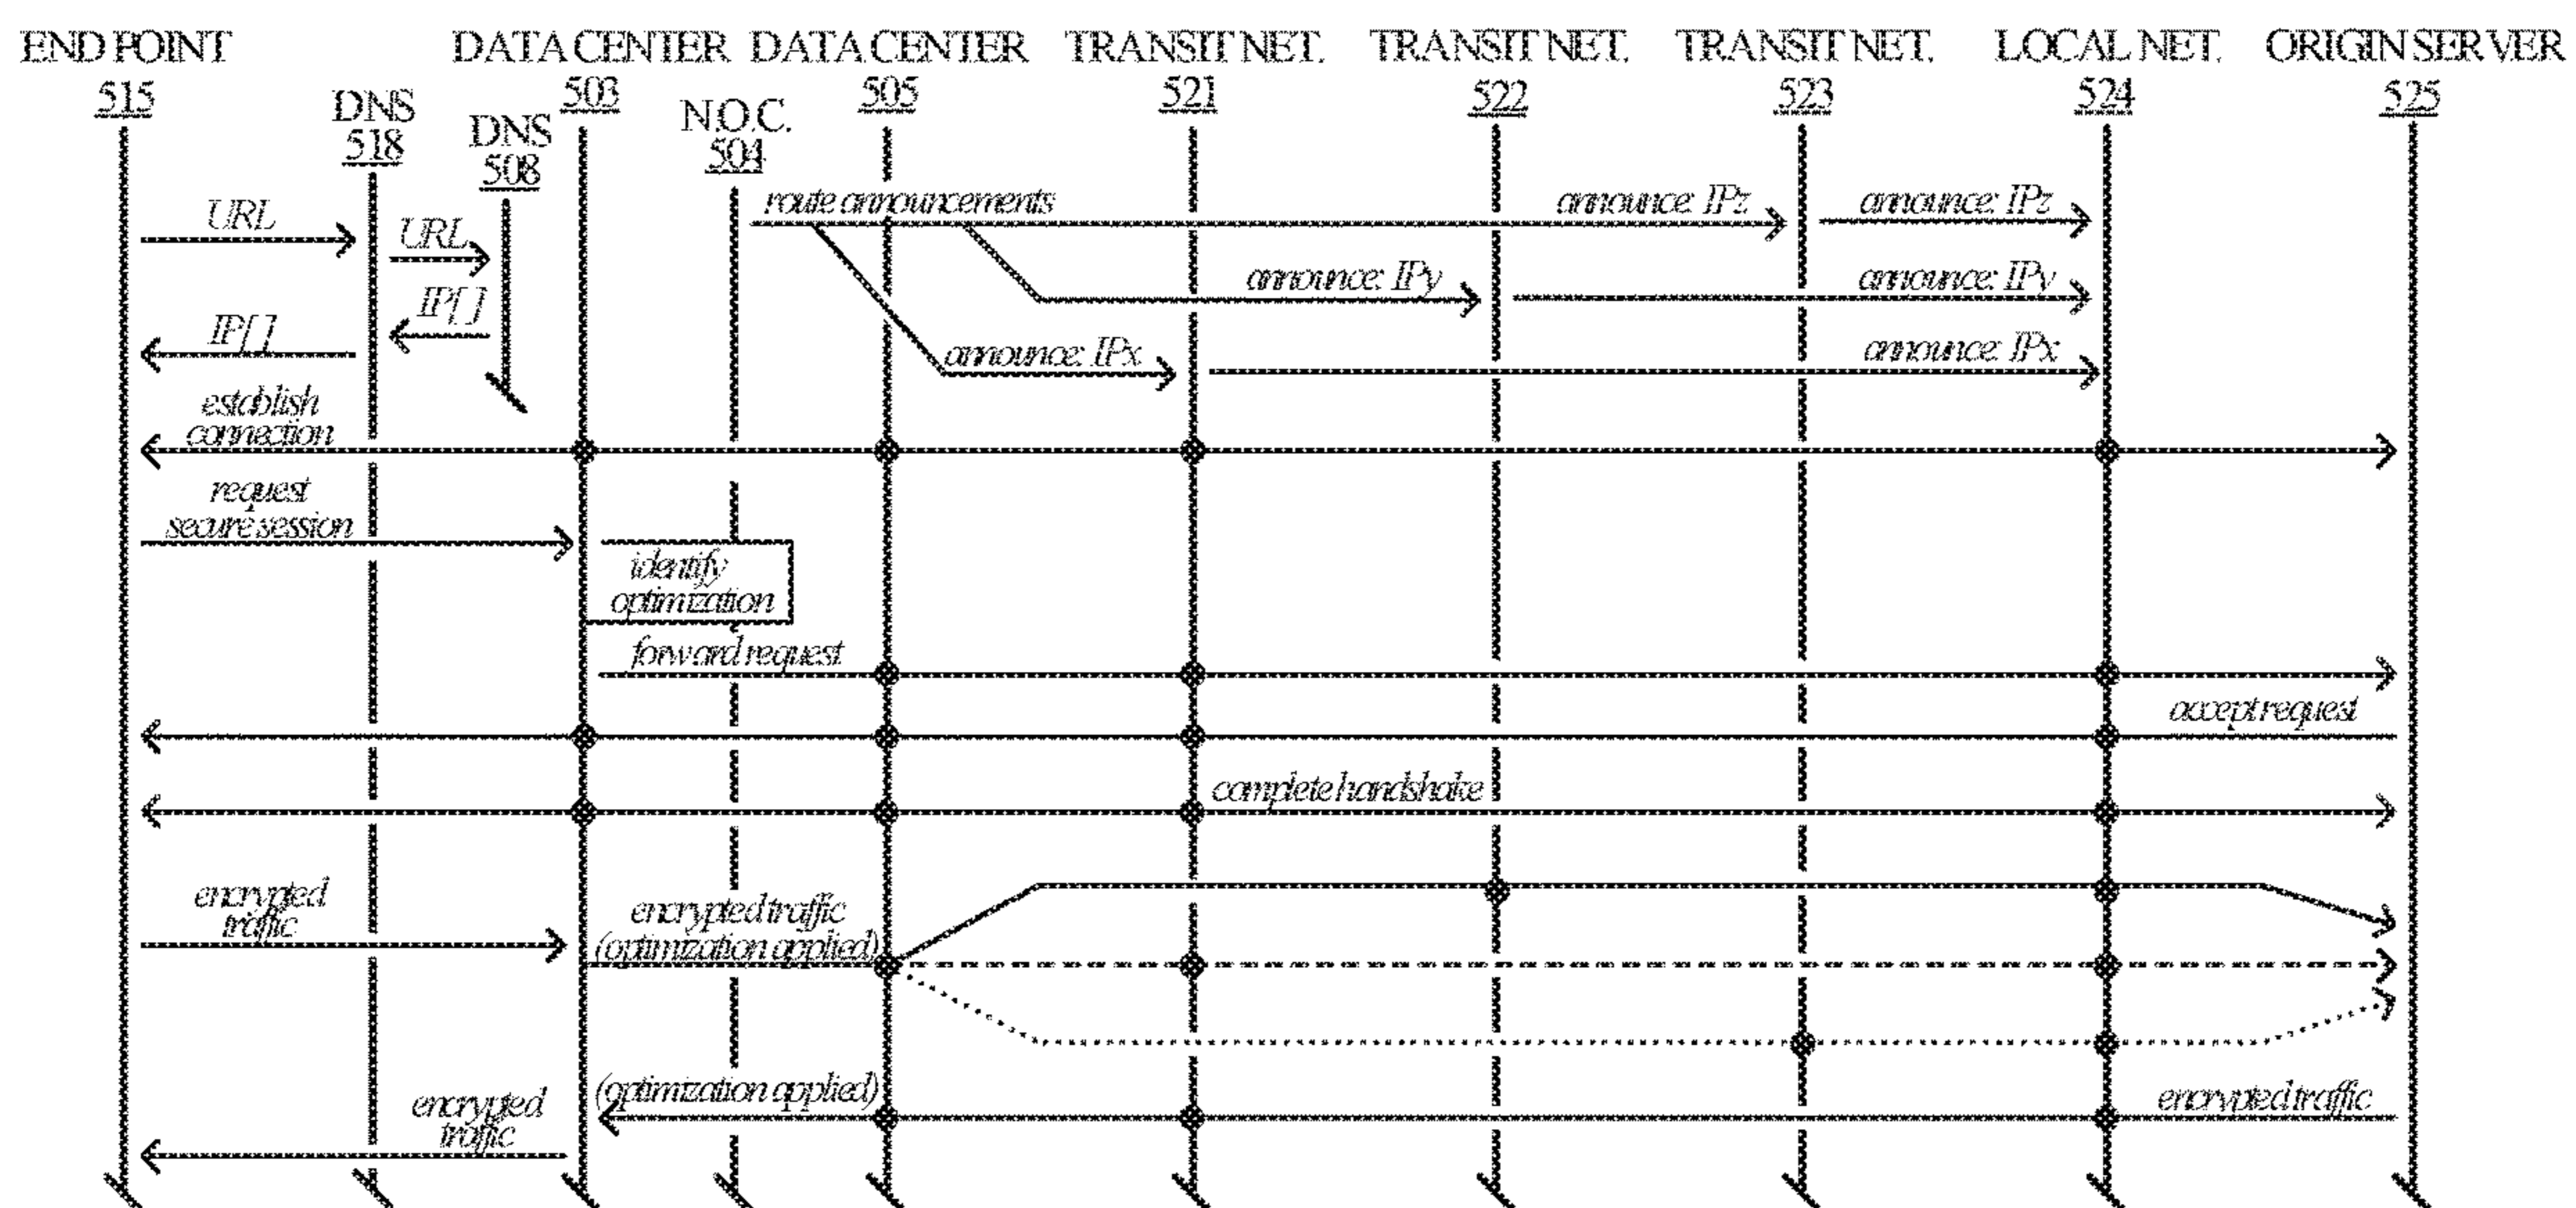 END POINT
515
DNS
518
DNS
508
DATA CENTER
503
N.O.C.
504
DATA CENTER
505
TRANSIT NET.
521
TRANSIT NET.
522
TRANSIT NET.
523
LOCAL NET.
524
ORIGIN SERVER
525
URL
URL
IP[ ]
IP[ ]
route announcements
announce: IPz
announce: IPz
announce: IPy
announce: IPy
announce: IPx
announce: IPx
establish
connection
request
secure session
identify
optimization
forward request
accept request
complete handshake
encrypted
traffic
encrypted traffic
(optimization applied)
(optimization applied)
encrypted traffic
encrypted
traffic